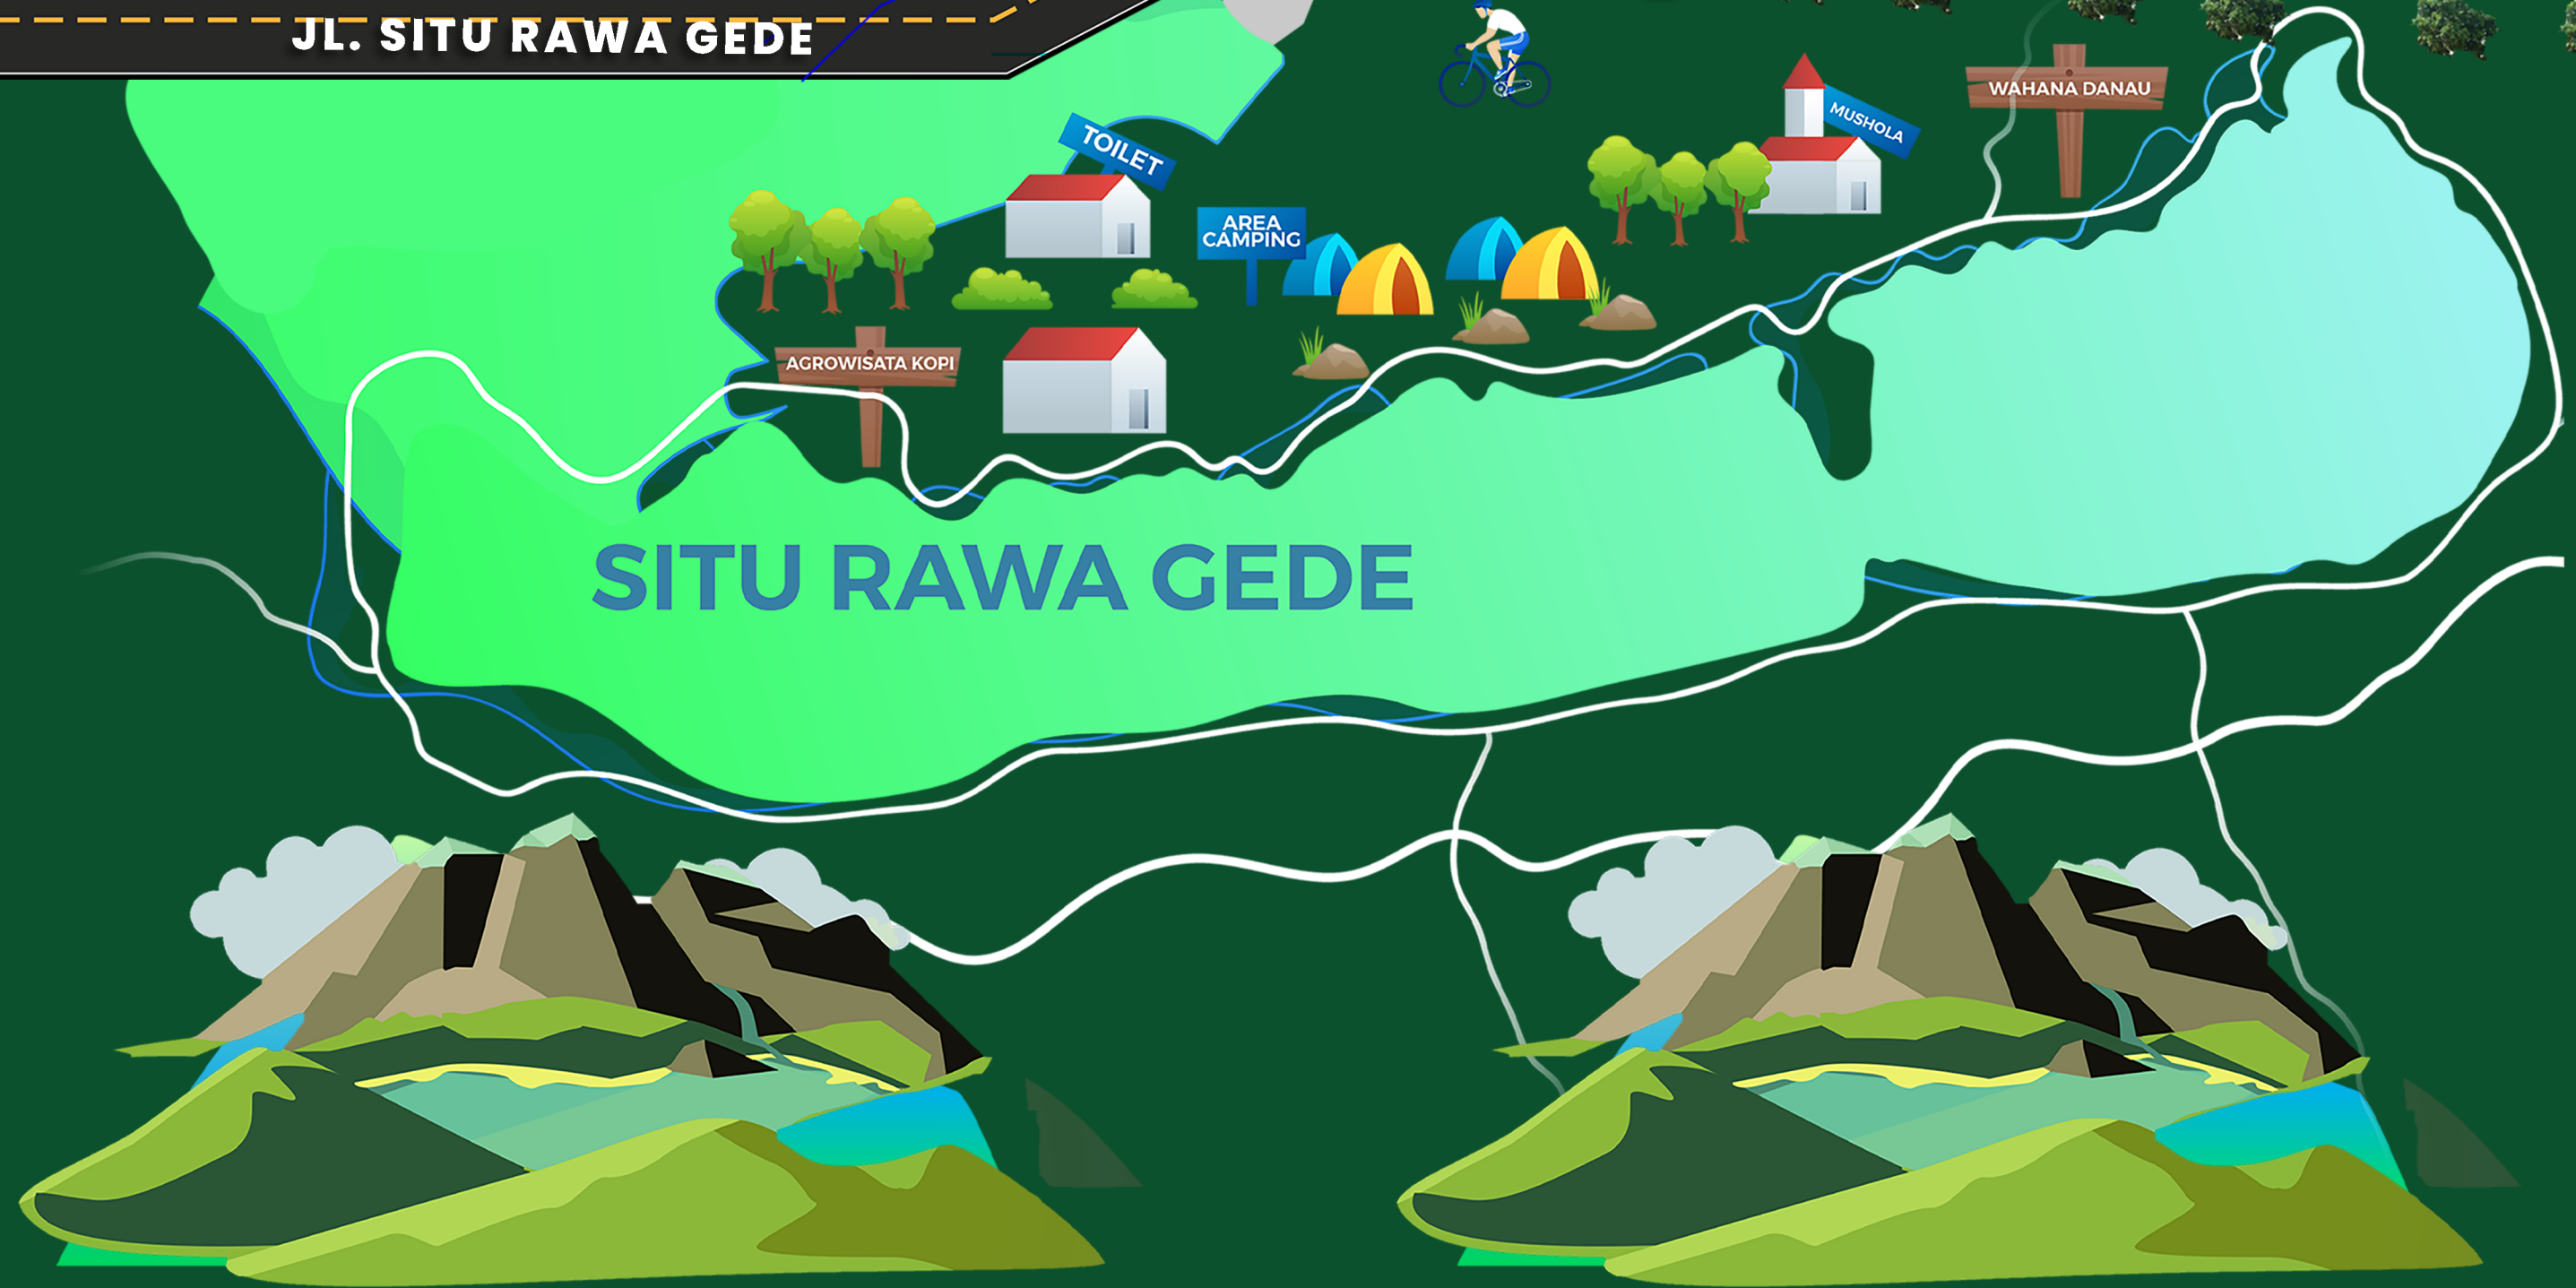 JL. SITU RAWA GEDE
TOILET
MUSHOLA
WAHANA DANAU
AREA
CAMPING
AGROWISATA KOPI
SITU RAWA GEDE